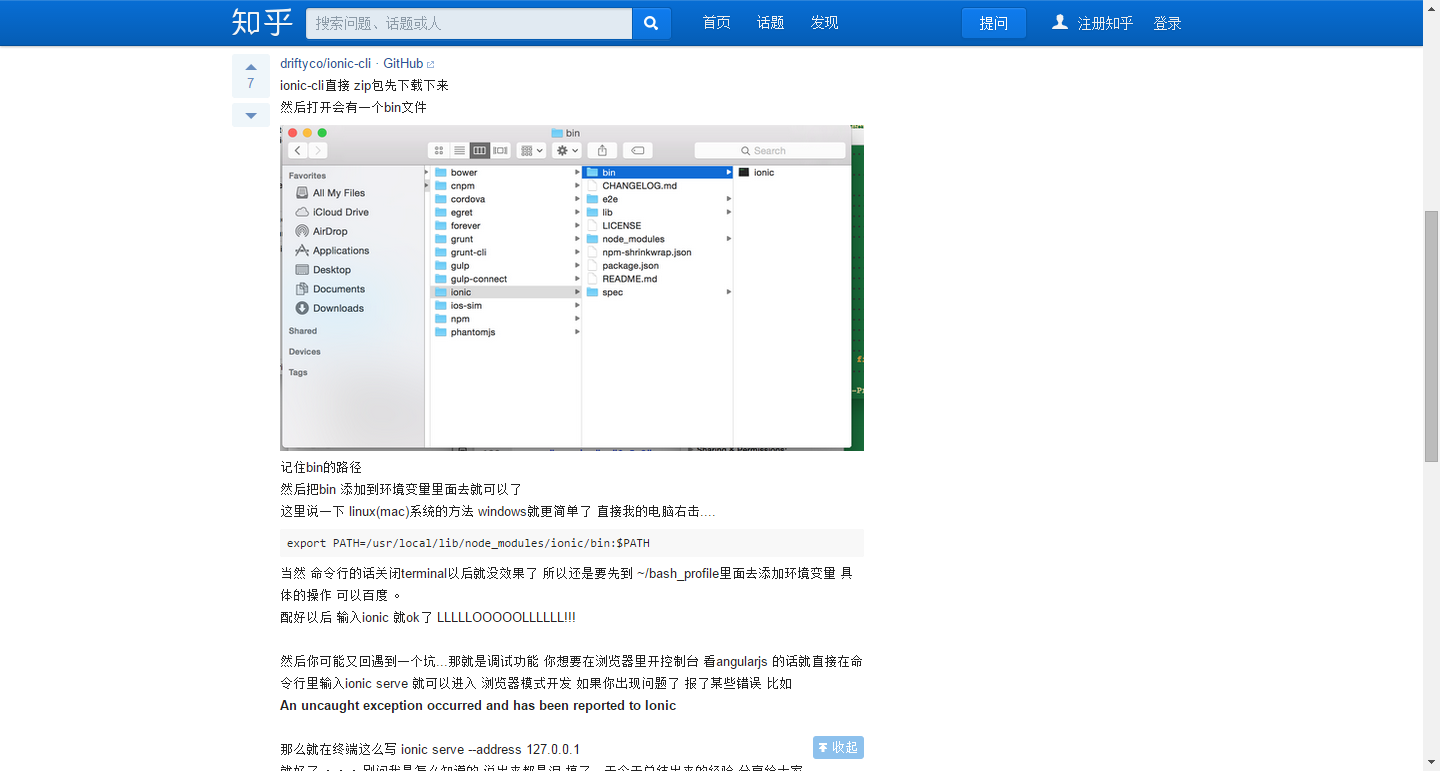 知乎 搜索问题、话题或人 首页 话题 发现 提问 注册知乎 登录
7
driftyco/ionic-cli · GitHub
ionic-cli直接 zip包先下载下来
然后打开会有一个bin文件
bin
Search
Favorites
All My Files
iCloud Drive
AirDrop
Applications
Desktop
Documents
Downloads
Shared
Devices
Tags
bower
cnpm
cordova
egret
forever
grunt
grunt-cli
gulp
gulp-connect
ionic
ios-sim
npm
phantomjs
bin
CHANGELOG.md
e2e
lib
LICENSE
node_modules
npm-shrinkwrap.json
package.json
README.md
spec
ionic
记住bin的路径
然后把bin 添加到环境变量里面去就可以了
这里说一下 linux(mac)系统的方法 windows就更简单了 直接我的电脑右击....
export PATH=/usr/local/lib/node_modules/ionic/bin:$PATH
当然 命令行的话关闭terminal以后就没效果了 所以还是要先到 ~/bash_profile里面去添加环境变量 具
体的操作 可以百度 。
配好以后 输入ionic 就ok了 LLLLLOOOOOLLLLLL!!!
然后你可能又回遇到一个坑...那就是调试功能 你想要在浏览器里开控制台 看angularjs 的话就直接在命
令行里输入ionic serve 就可以进入 浏览器模式开发 如果你出现问题了 报了某些错误 比如
An uncaught exception occurred and has been reported to Ionic
那么就在终端这么写 ionic serve --address 127.0.0.1
收起